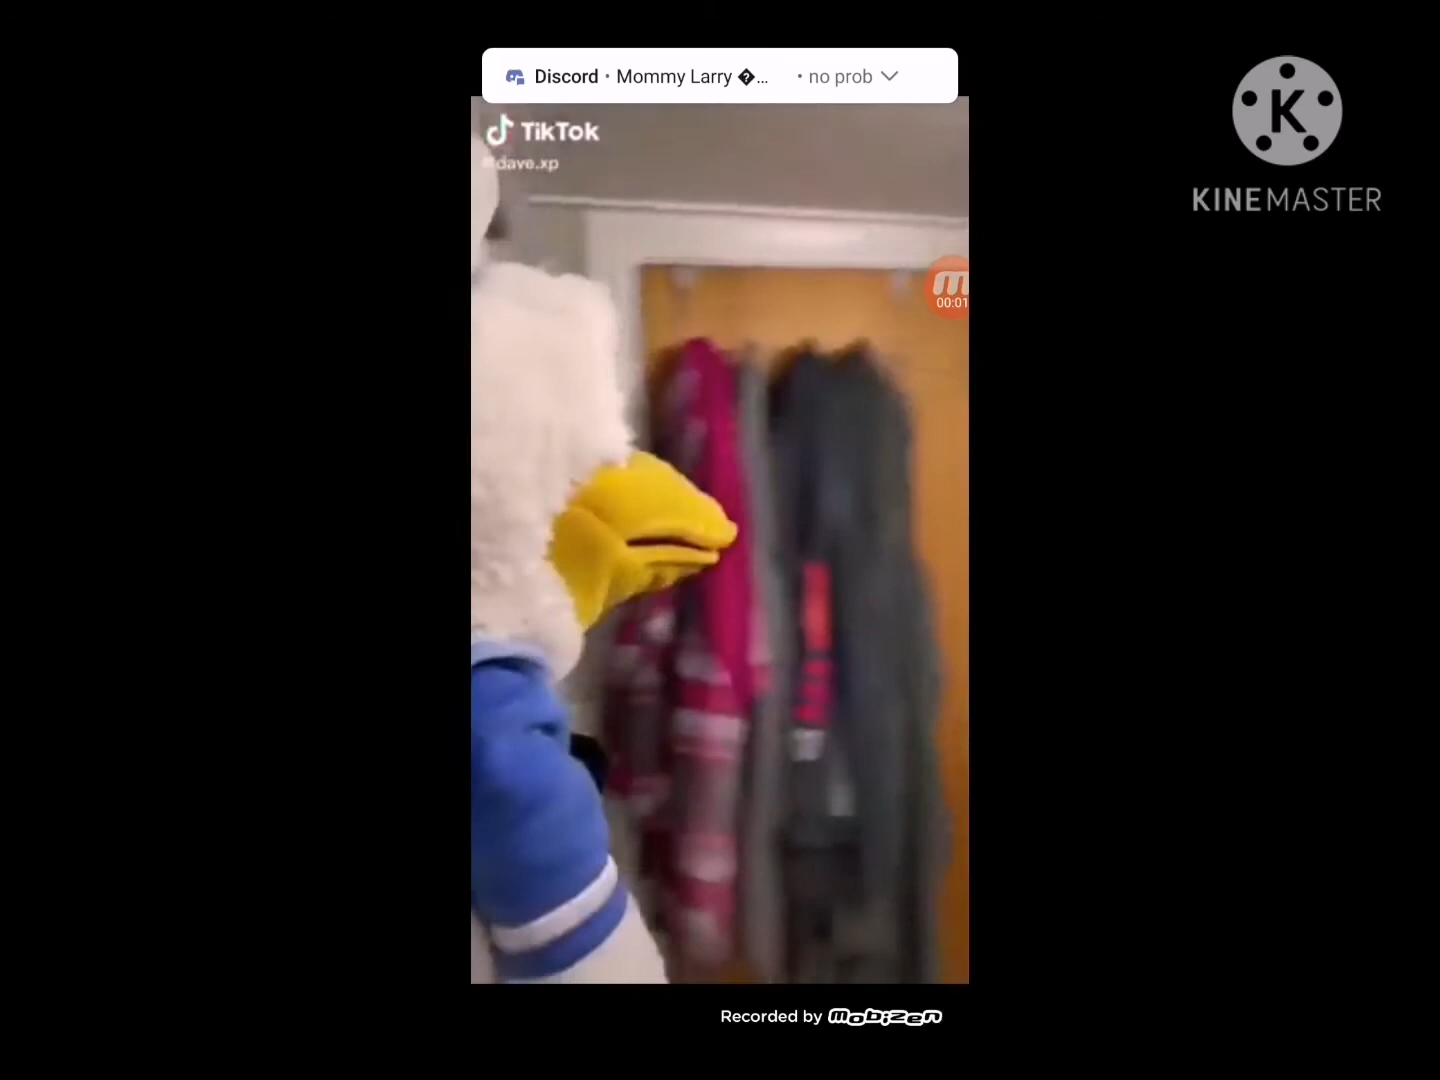 Discord · Mommy Larry �... · no prob
TikTok
dave.xp
K
KINEMASTER
m
00:01
Recorded by mobizen